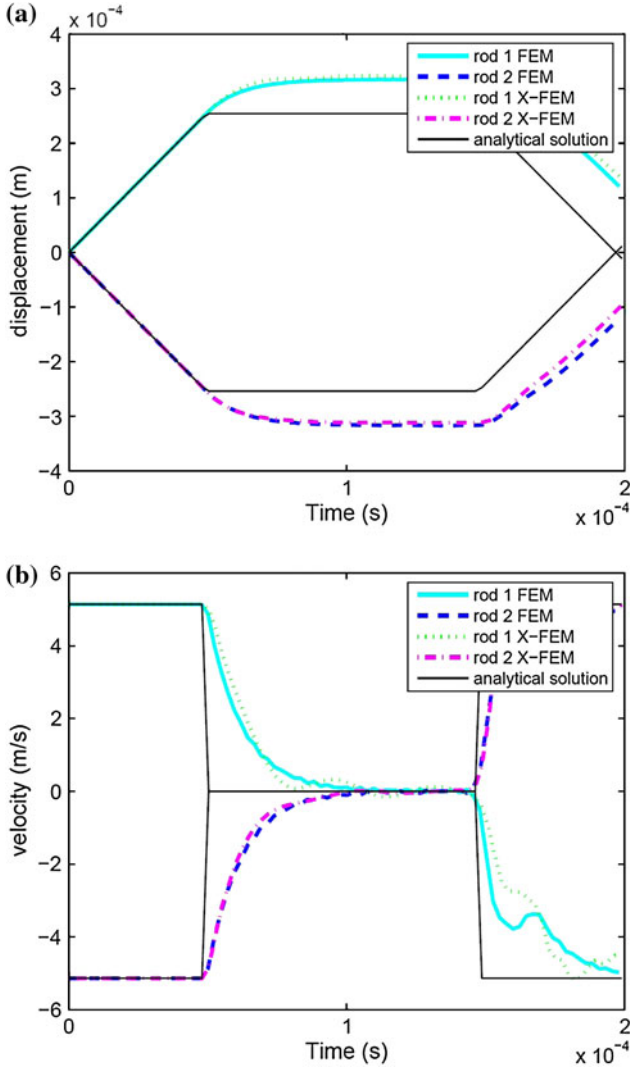 (a)
x 10⁻⁴
4
3
2
1
0
−1
−2
−3
−4
displacement (m)
rod 1 FEM
rod 2 FEM
rod 1 X−FEM
rod 2 X−FEM
analytical solution
0
1
2
Time (s)
x 10⁻⁴
(b)
6
4
2
0
−2
−4
−6
velocity (m/s)
rod 1 FEM
rod 2 FEM
rod 1 X−FEM
rod 2 X−FEM
analytical solution
0
1
2
Time (s)
x 10⁻⁴